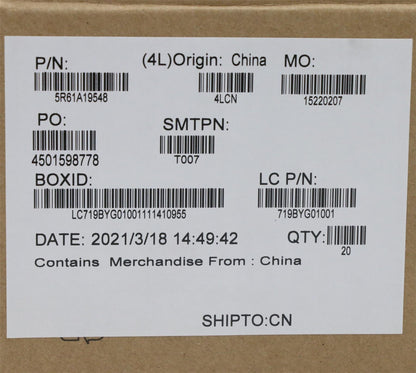 P/N: (4L)Origin: China MO:
5R61A19548 4LCN 15220207
PO: SMTPN:
4501598778 T007
BOXID: LC P/N:
LC719BYG01001111410955 719BYG01001
DATE: 2021/3/18 14:49:42 QTY:
20
Contains Merchandise From : China
SHIPTO:CN